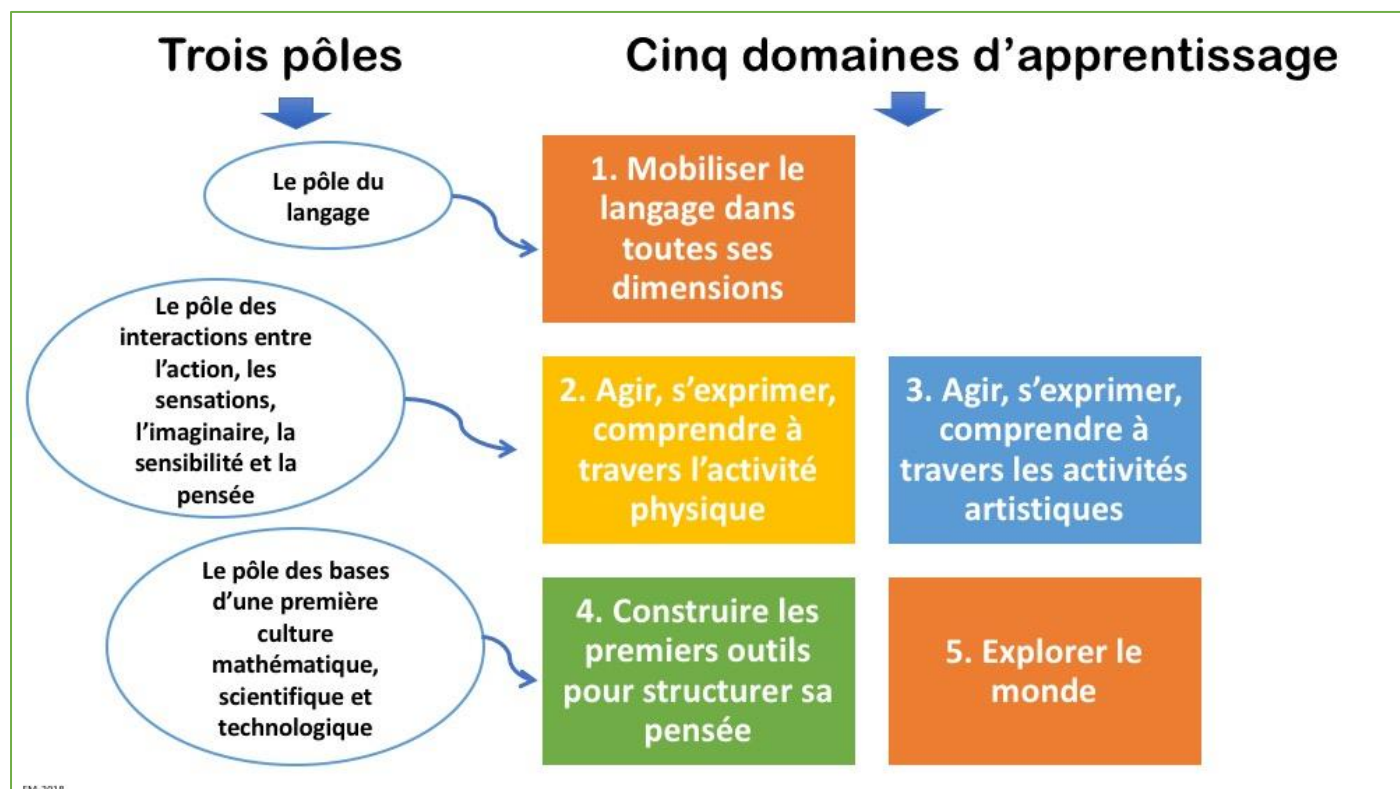 Trois pôles
Cinq domaines d’apprentissage
Le pôle du
langage
1. Mobiliser le
langage dans
toutes ses
dimensions
Le pôle des
interactions entre
l’action, les
sensations,
l’imaginaire, la
sensibilité et la
pensée
2. Agir, s’exprimer,
comprendre à
travers l’activité
physique
3. Agir, s’exprimer,
comprendre à
travers les activités
artistiques
Le pôle des bases
d’une première
culture
mathématique,
scientifique et
technologique
4. Construire les
premiers outils
pour structurer sa
pensée
5. Explorer le
monde